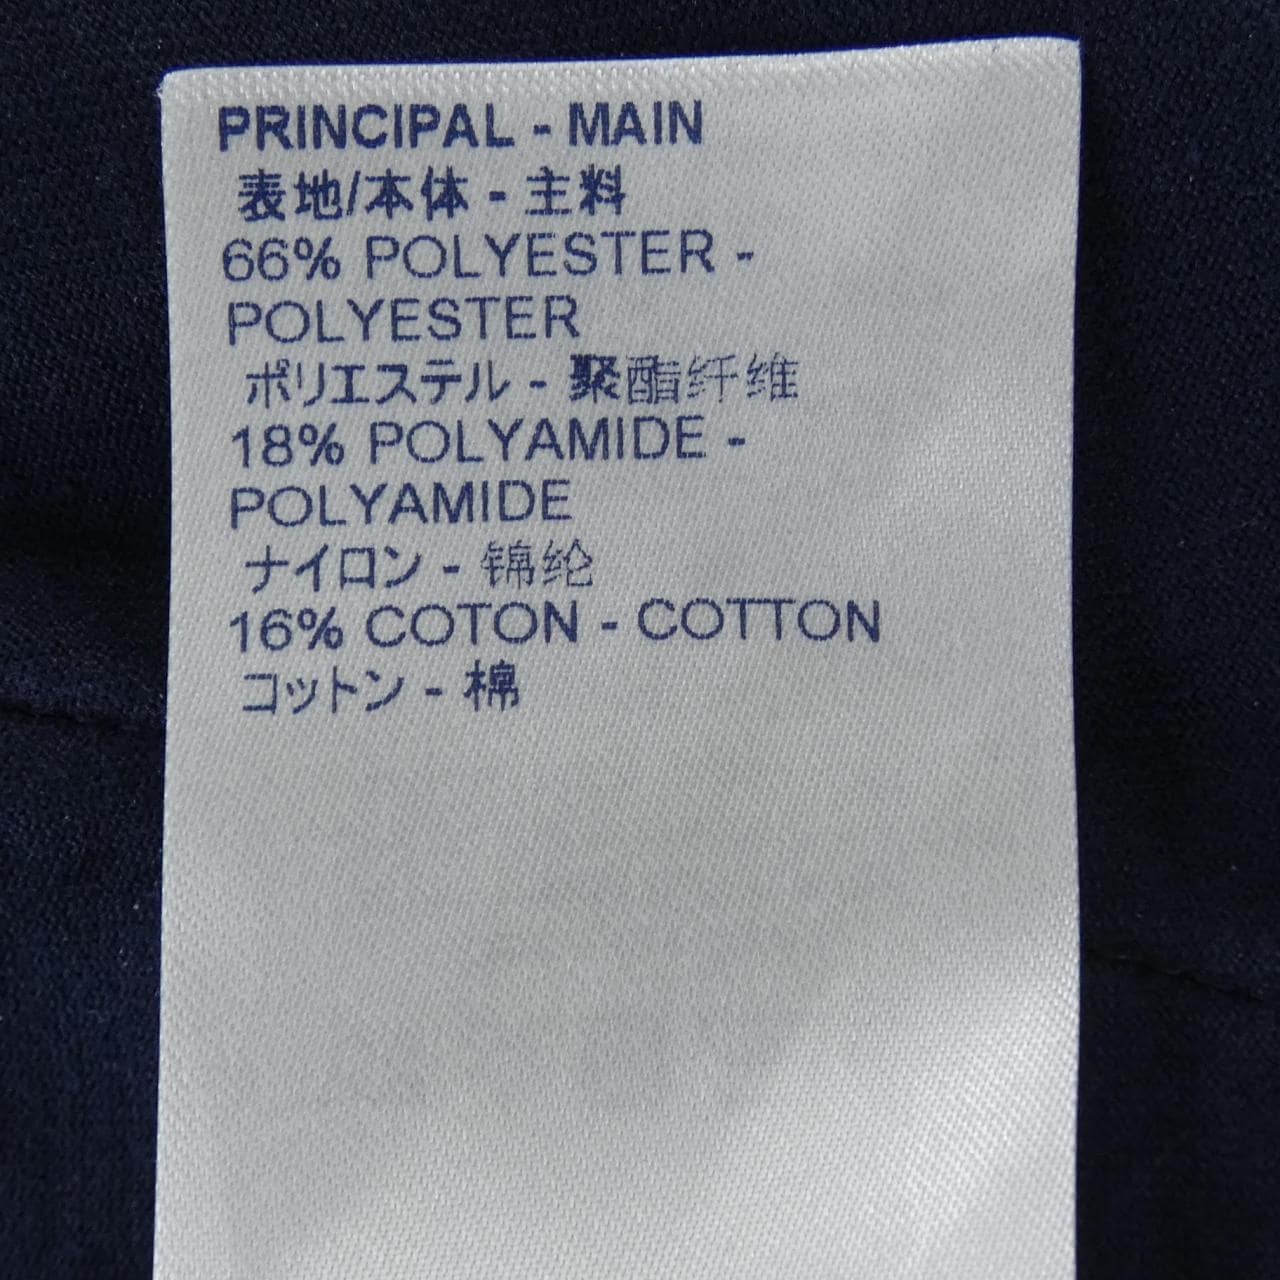 PRINCIPAL - MAIN
表地/本体 - 主料
66% POLYESTER -
POLYESTER
ポリエステル - 聚酯纤维
18% POLYAMIDE -
POLYAMIDE
ナイロン - 锦纶
16% COTON - COTTON
コットン - 棉